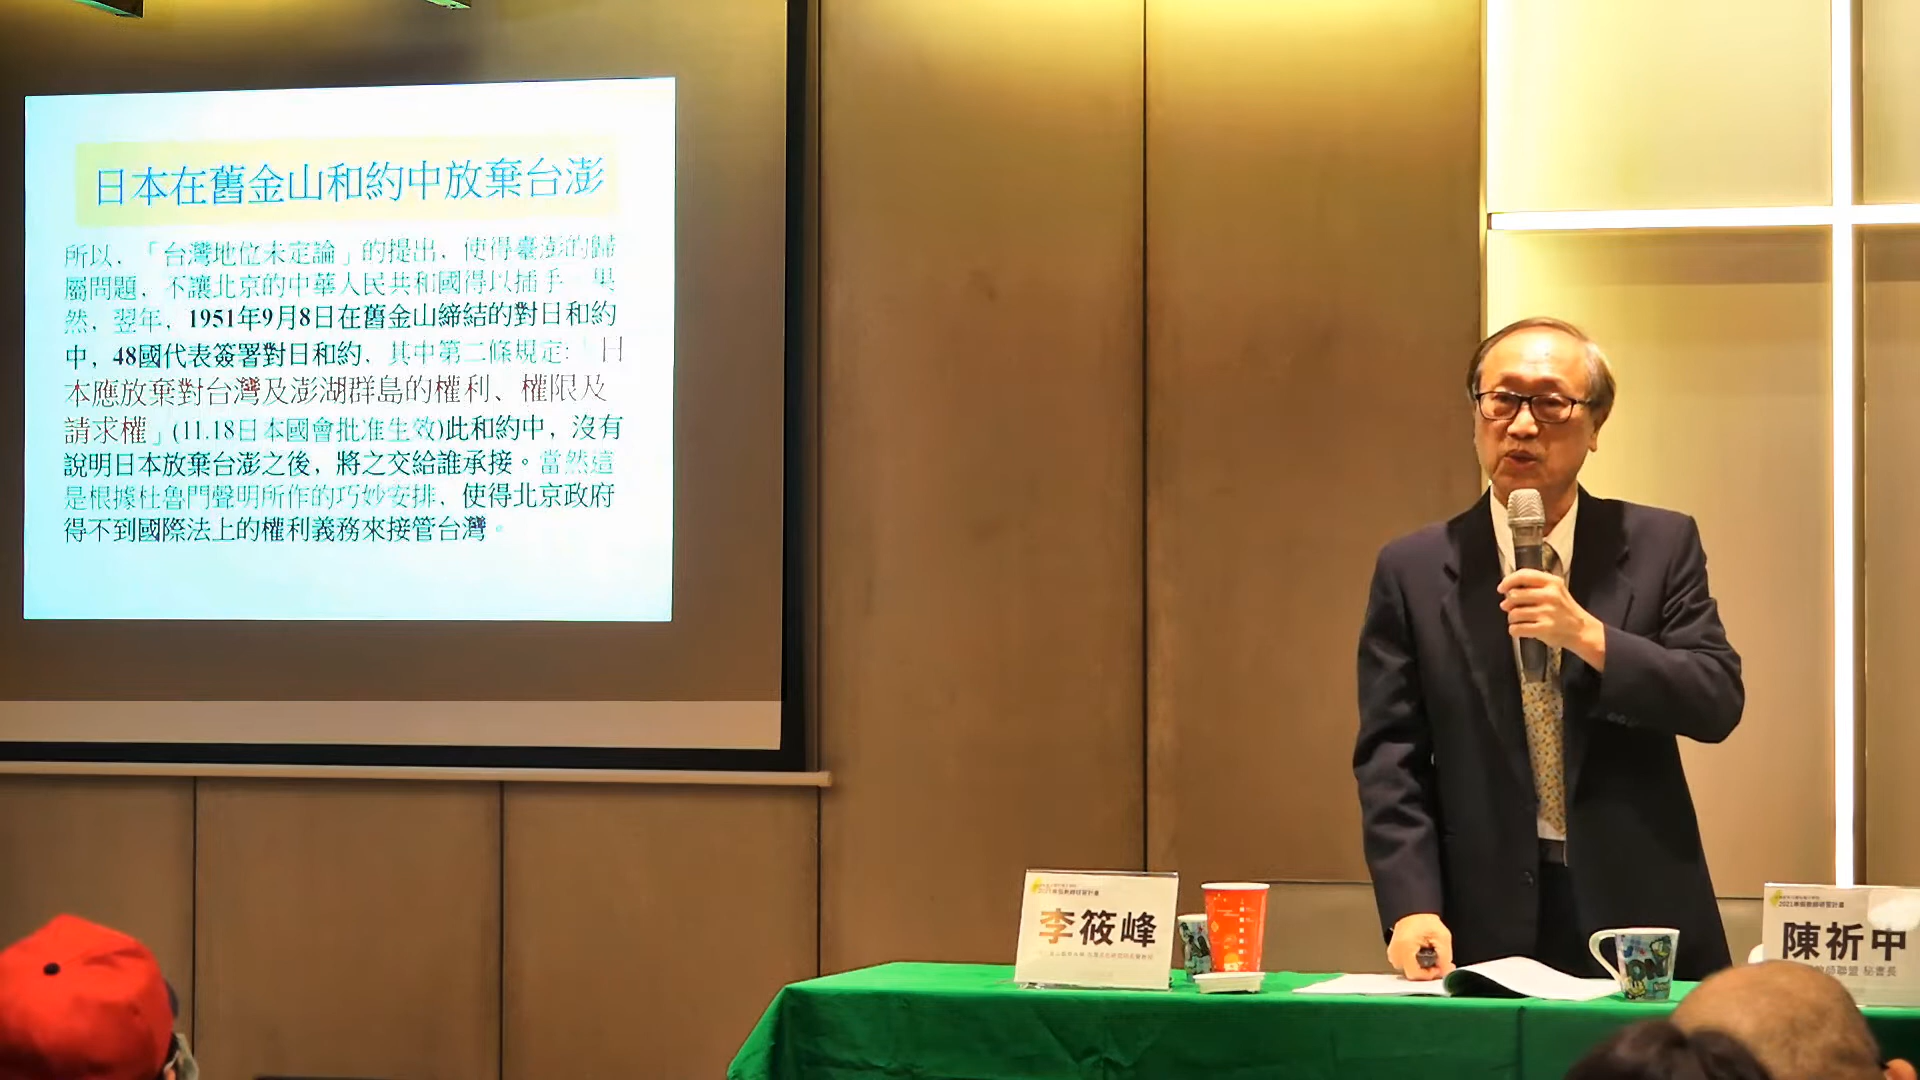 日本在舊金山和約中放棄台澎
所以,「台灣地位未定論」的提出,使得臺澎的歸
屬問題,不讓北京的中華人民共和國得以插手。果
然,翌年,1951年9月8日在舊金山締結的對日和約
中,48國代表簽署對日和約,其中第二條規定:「日
本應放棄對台灣及澎湖群島的權利、權限及
請求權」(11.18日本國會批准生效)此和約中,沒有
說明日本放棄台澎之後,將之交給誰承接。當然這
是根據杜魯門聲明所作的巧妙安排,使得北京政府
得不到國際法上的權利義務來接管台灣。
李筱峰
陳祈中
聯盟 秘書長